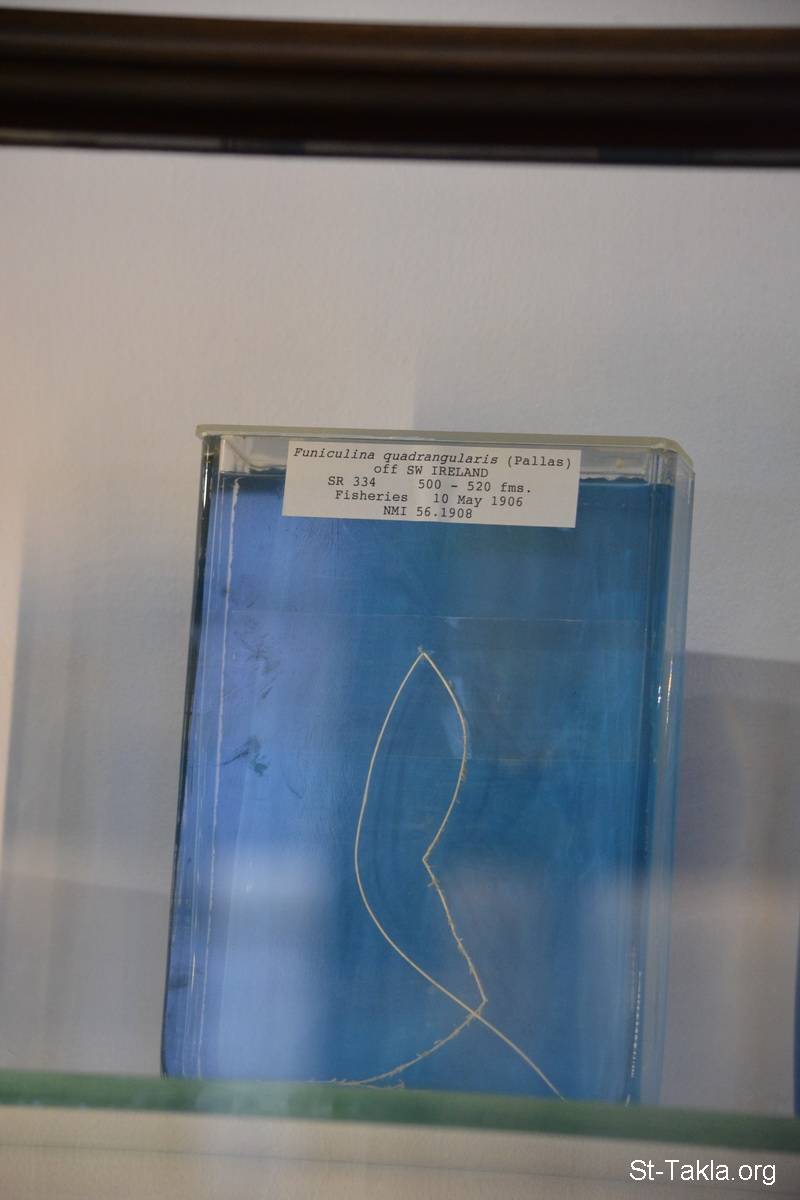 Funiculina quadrangularis (Pallas)
off SW IRELAND
SR 334 500 - 520 fms.
Fisheries 10 May 1906
NMI 56.1908
St-Takla.org